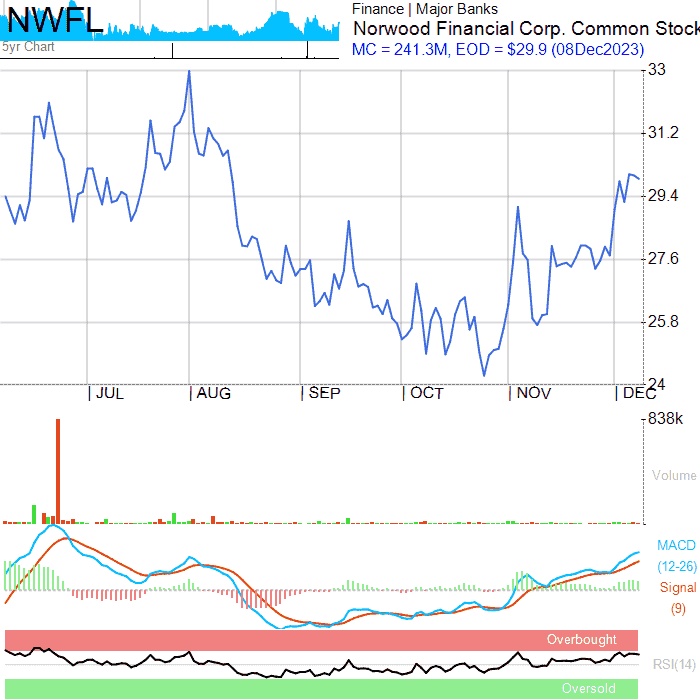 NWFL
5yr Chart
Finance | Major Banks
Norwood Financial Corp. Common Stock
MC = 241.3M, EOD = $29.9 (08Dec2023)
33
31.2
29.4
27.6
25.8
24
JUL AUG SEP OCT NOV DEC
838k
Volume
MACD
(12-26)
Signal
(9)
Overbought
RSI(14)
Oversold